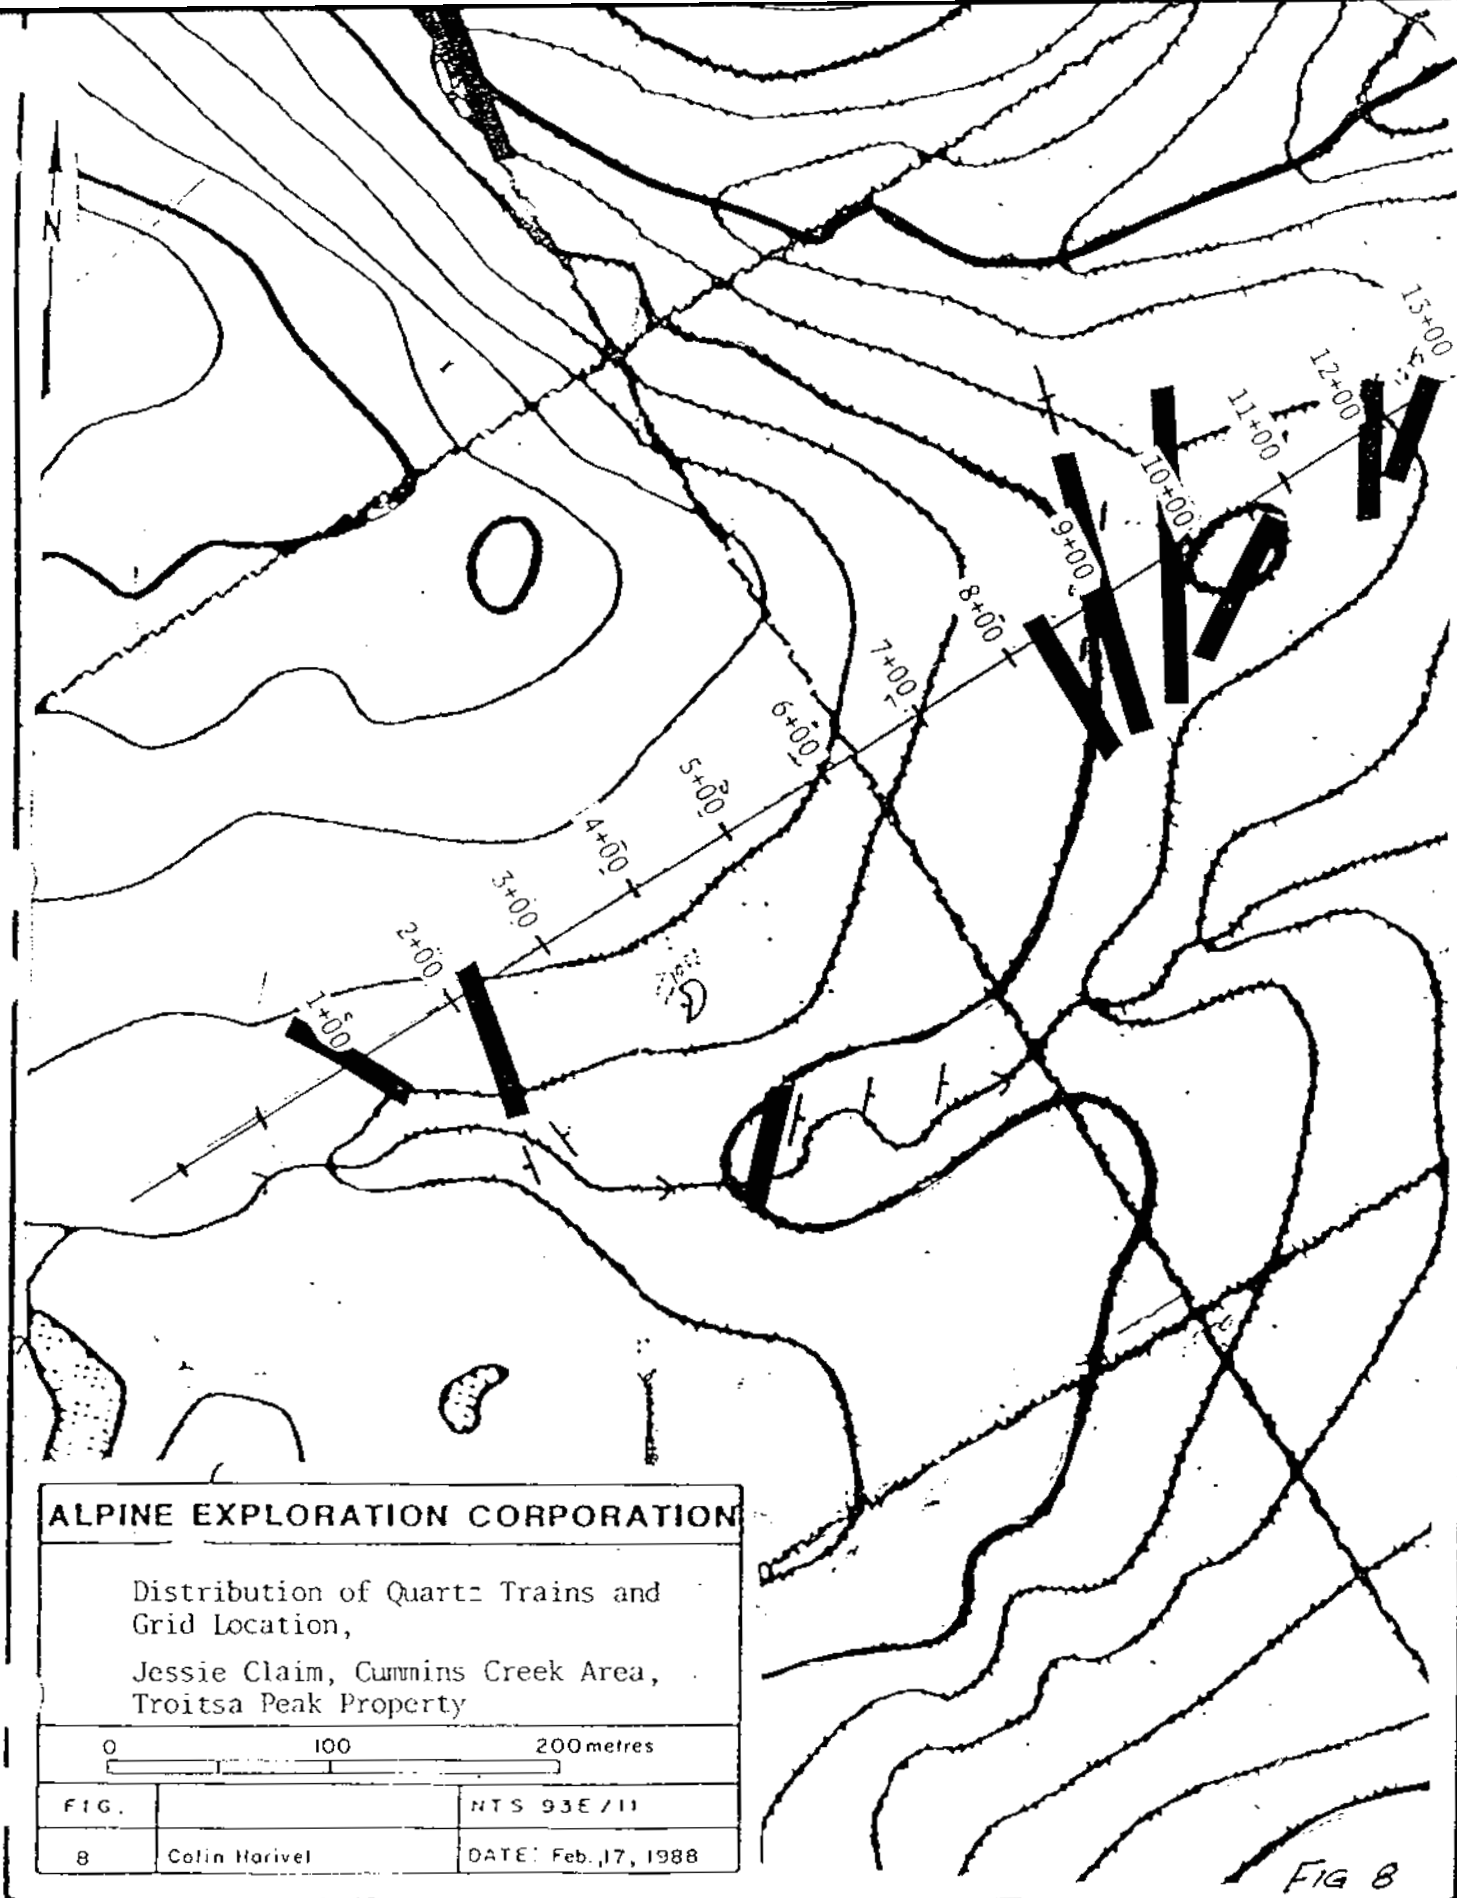 N
13+00
12+00
11+00
10+00
9+00
8+00
7+00
6+00
5+00
4+00
3+00
2+00
1+00
ALPINE EXPLORATION CORPORATION
Distribution of Quartz Trains and
Grid Location,
Jessie Claim, Cummins Creek Area,
Troitsa Peak Property
0 100 200 metres
FIG. NTS 93E/11
8 Colin Harivel DATE: Feb.,17, 1988
FIG 8